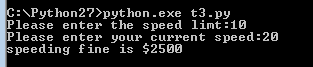 C:\Python27>python.exe t3.py
Please enter the speed limt:10
Please enter your current speed:20
speeding fine is $2500